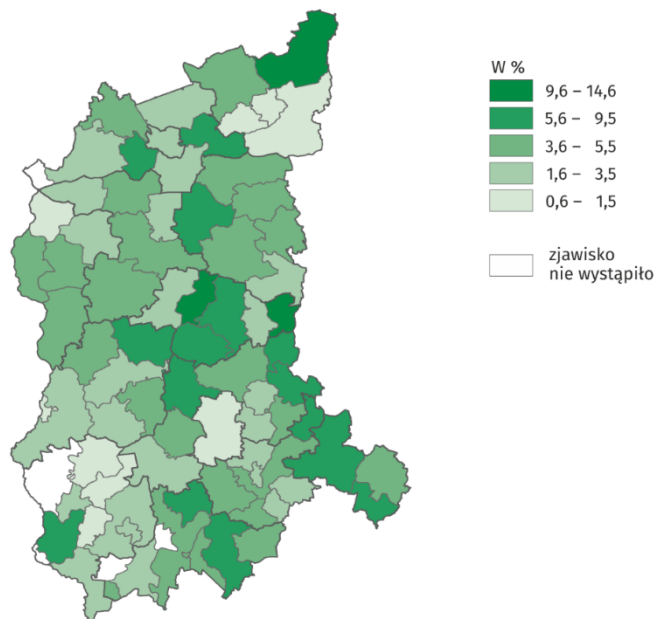 W %
9,6 – 14,6
5,6 – 9,5
3,6 – 5,5
1,6 – 3,5
0,6 – 1,5
zjawisko
nie wystąpiło